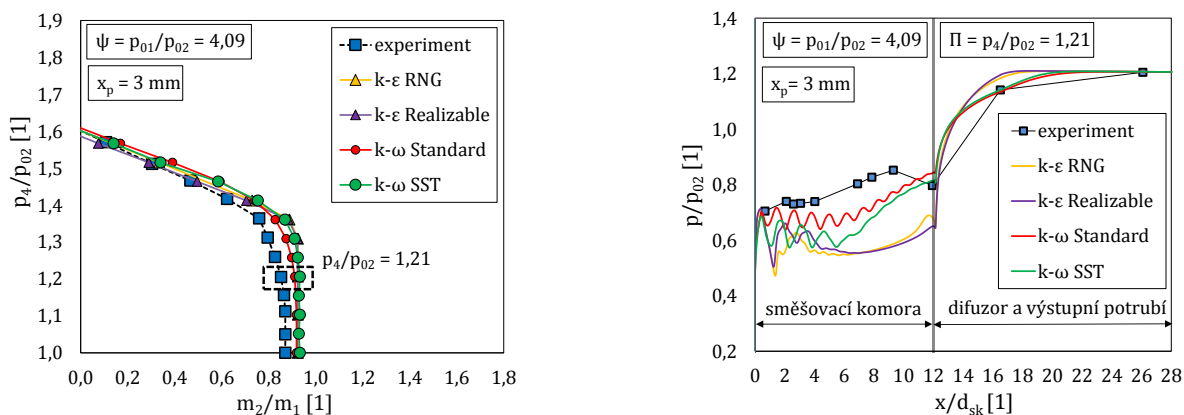 1,9
1,8
1,7
1,6
1,5
1,4
1,3
1,2
1,1
1,0
p₄/p₀₂ [1]
ψ = p₀₁/p₀₂ = 4,09
xₚ = 3 mm
experiment
k-ε RNG
k-ε Realizable
k-ω Standard
k-ω SST
p₄/p₀₂ = 1,21
0,0 0,2 0,4 0,6 0,8 1,0 1,2 1,4 1,6 1,8
m₂/m₁ [1]
1,4
1,2
1,0
0,8
0,6
0,4
0,2
p/p₀₂ [1]
ψ = p₀₁/p₀₂ = 4,09
Π = p₄/p₀₂ = 1,21
xₚ= 3 mm
experiment
k-ε RNG
k-ε Realizable
k-ω Standard
k-ω SST
směšovací komora
difuzor a výstupní potrubí
0 2 4 6 8 10 12 14 16 18 20 22 24 26 28
x/dₛₖ [1]